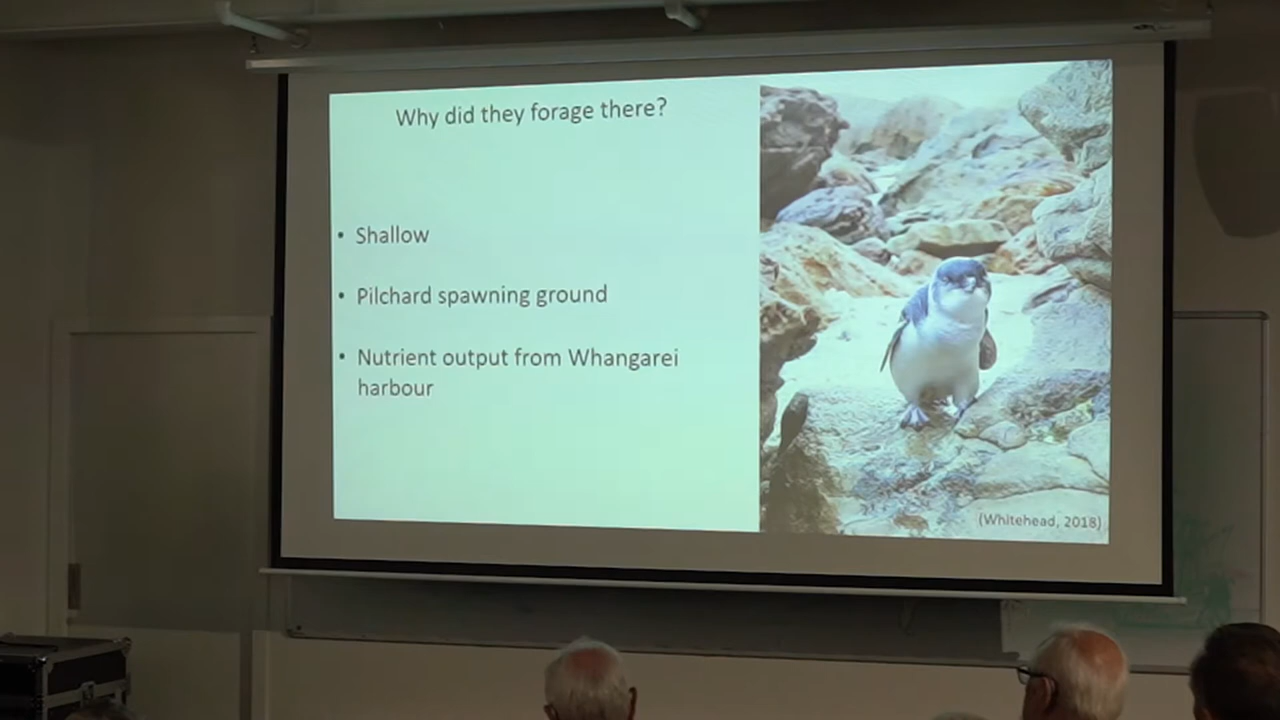 Why did they forage there?
• Shallow
• Pilchard spawning ground
• Nutrient output from Whangarei
harbour
(Whitehead, 2018)